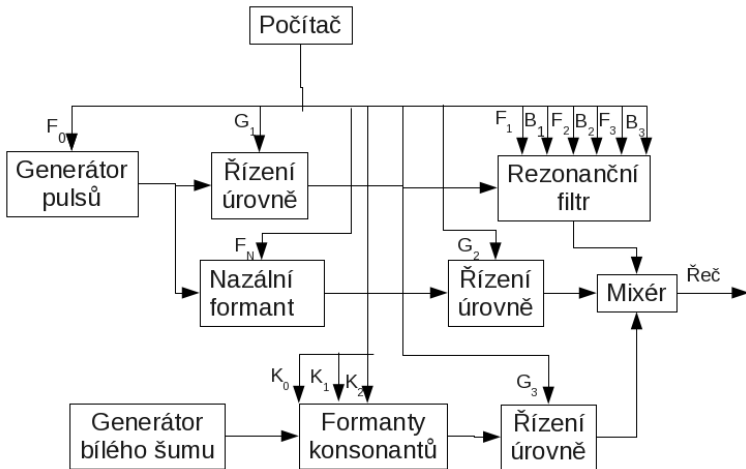 Počítač
F0
G1
F1 B1 F2 B2 F3 B3
Generátor
pulsů
Řízení
úrovně
Rezonanční
filtr
FN
G2
Nazální
formant
Řízení
úrovně
Mixér
Řeč
K0 K1 K2
G3
Generátor
bílého šumu
Formanty
konsonantů
Řízení
úrovně